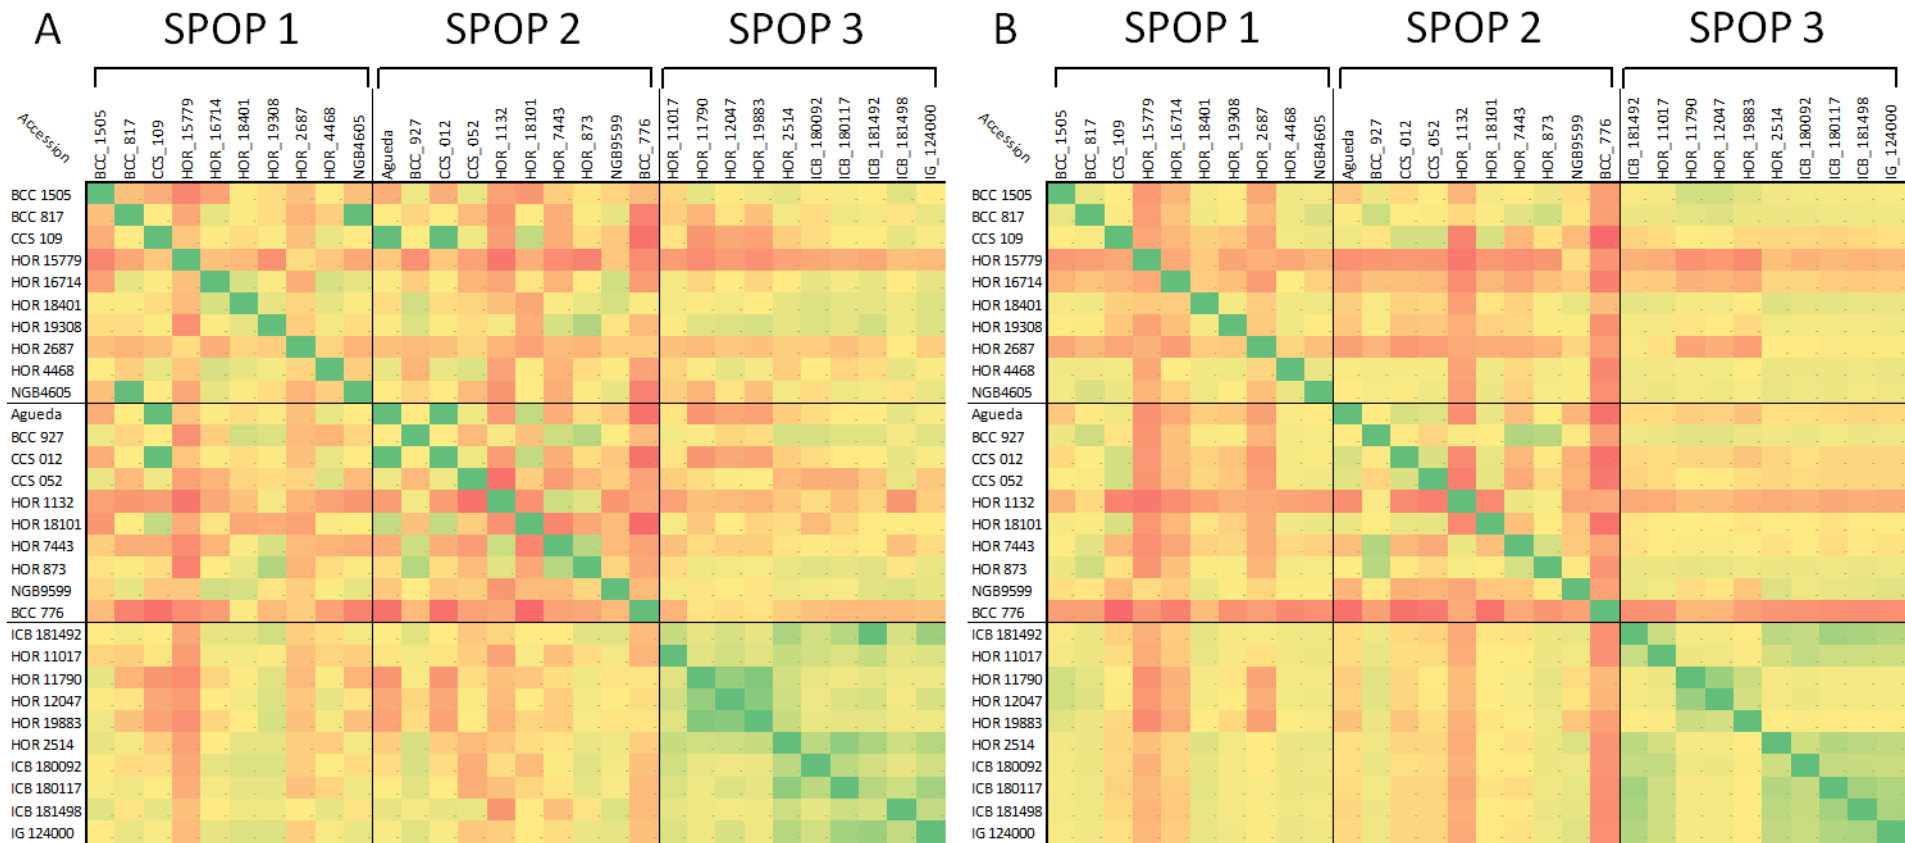 A SPOP 1 SPOP 2 SPOP 3
Accession BCC_1505 BCC_817 CCS_109 HOR_15779 HOR_16714 HOR_18401 HOR_19308 HOR_2687 HOR_4468 NGB4605 Agueda BCC_927 CCS_012 CCS_052 HOR_1132 HOR_18101 HOR_7443 HOR_873 NGB9599 BCC_776 HOR_11017 HOR_11790 HOR_12047 HOR_19883 HOR_2514 ICB_180092 ICB_180117 ICB_181492 ICB_181498 IG_124000
BCC 1505
BCC 817
CCS 109
HOR 15779
HOR 16714
HOR 18401
HOR 19308
HOR 2687
HOR 4468
NGB4605
Agueda
BCC 927
CCS 012
CCS 052
HOR 1132
HOR 18101
HOR 7443
HOR 873
NGB9599
BCC 776
ICB 181492
HOR 11017
HOR 11790
HOR 12047
HOR 19883
HOR 2514
ICB 180092
ICB 180117
ICB 181498
IG 124000
B SPOP 1 SPOP 2 SPOP 3
Accession BCC_1505 BCC_817 CCS_109 HOR_15779 HOR_16714 HOR_18401 HOR_19308 HOR_2687 HOR_4468 NGB4605 Agueda BCC_927 CCS_012 CCS_052 HOR_1132 HOR_18101 HOR_7443 HOR_873 NGB9599 BCC_776 ICB_181492 HOR_11017 HOR_11790 HOR_12047 HOR_19883 HOR_2514 ICB_180092 ICB_180117 ICB_181498 IG_124000
BCC 1505
BCC 817
CCS 109
HOR 15779
HOR 16714
HOR 18401
HOR 19308
HOR 2687
HOR 4468
NGB4605
Agueda
BCC 927
CCS 012
CCS 052
HOR 1132
HOR 18101
HOR 7443
HOR 873
NGB9599
BCC 776
ICB 181492
HOR 11017
HOR 11790
HOR 12047
HOR 19883
HOR 2514
ICB 180092
ICB 180117
ICB 181498
IG 124000